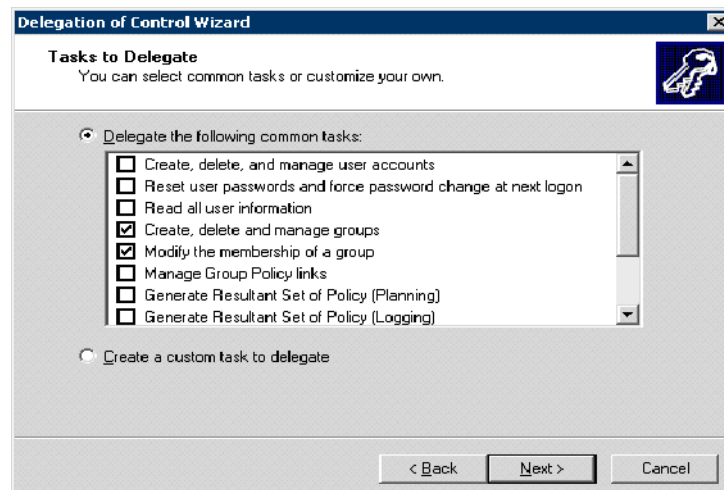 Delegation of Control Wizard
Tasks to Delegate
You can select common tasks or customize your own.
Delegate the following common tasks:
Create, delete, and manage user accounts
Reset user passwords and force password change at next logon
Read all user information
Create, delete and manage groups
Modify the membership of a group
Manage Group Policy links
Generate Resultant Set of Policy (Planning)
Generate Resultant Set of Policy (Logging)
Create a custom task to delegate
< Back Next > Cancel